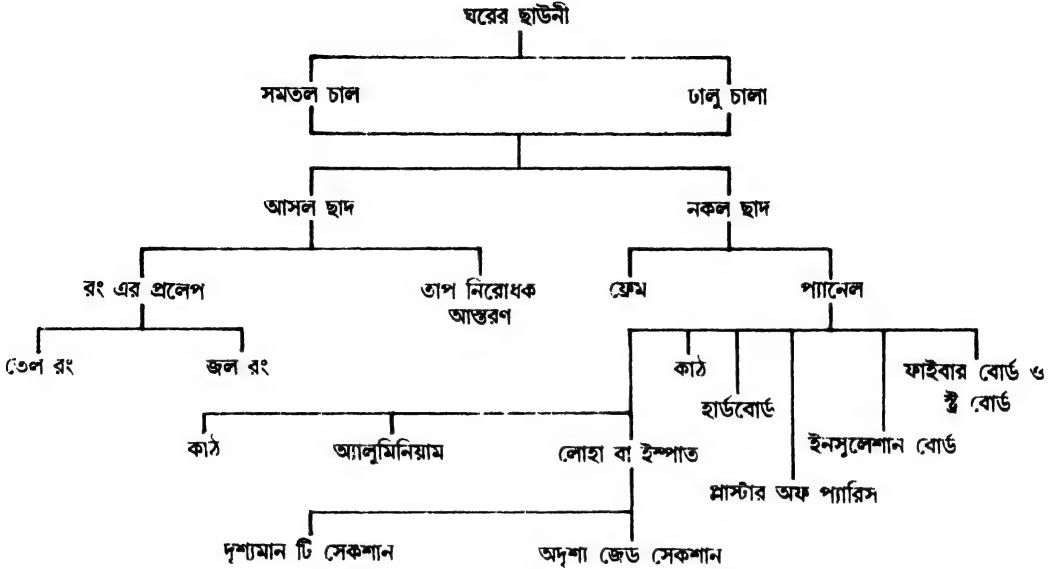 ঘরের ছাউনী
সমতল চাল
ঢালু চালা
আসল ছাদ
নকল ছাদ
রং এর প্রলেপ
তাপ নিরোধক
আস্তরণ
ফ্রেম
প্যানেল
তেল রং
জল রং
কাঠ
হার্ডবোর্ড
ফাইবার বোর্ড ও
স্ট্র বোর্ড
কাঠ
অ্যালুমিনিয়াম
লোহা বা ইস্পাত
ইনসুলেশান বোর্ড
প্লাস্টার অফ প্যারিস
দৃশ্যমান টি সেকশান
অদৃশ্য জেড সেকশান